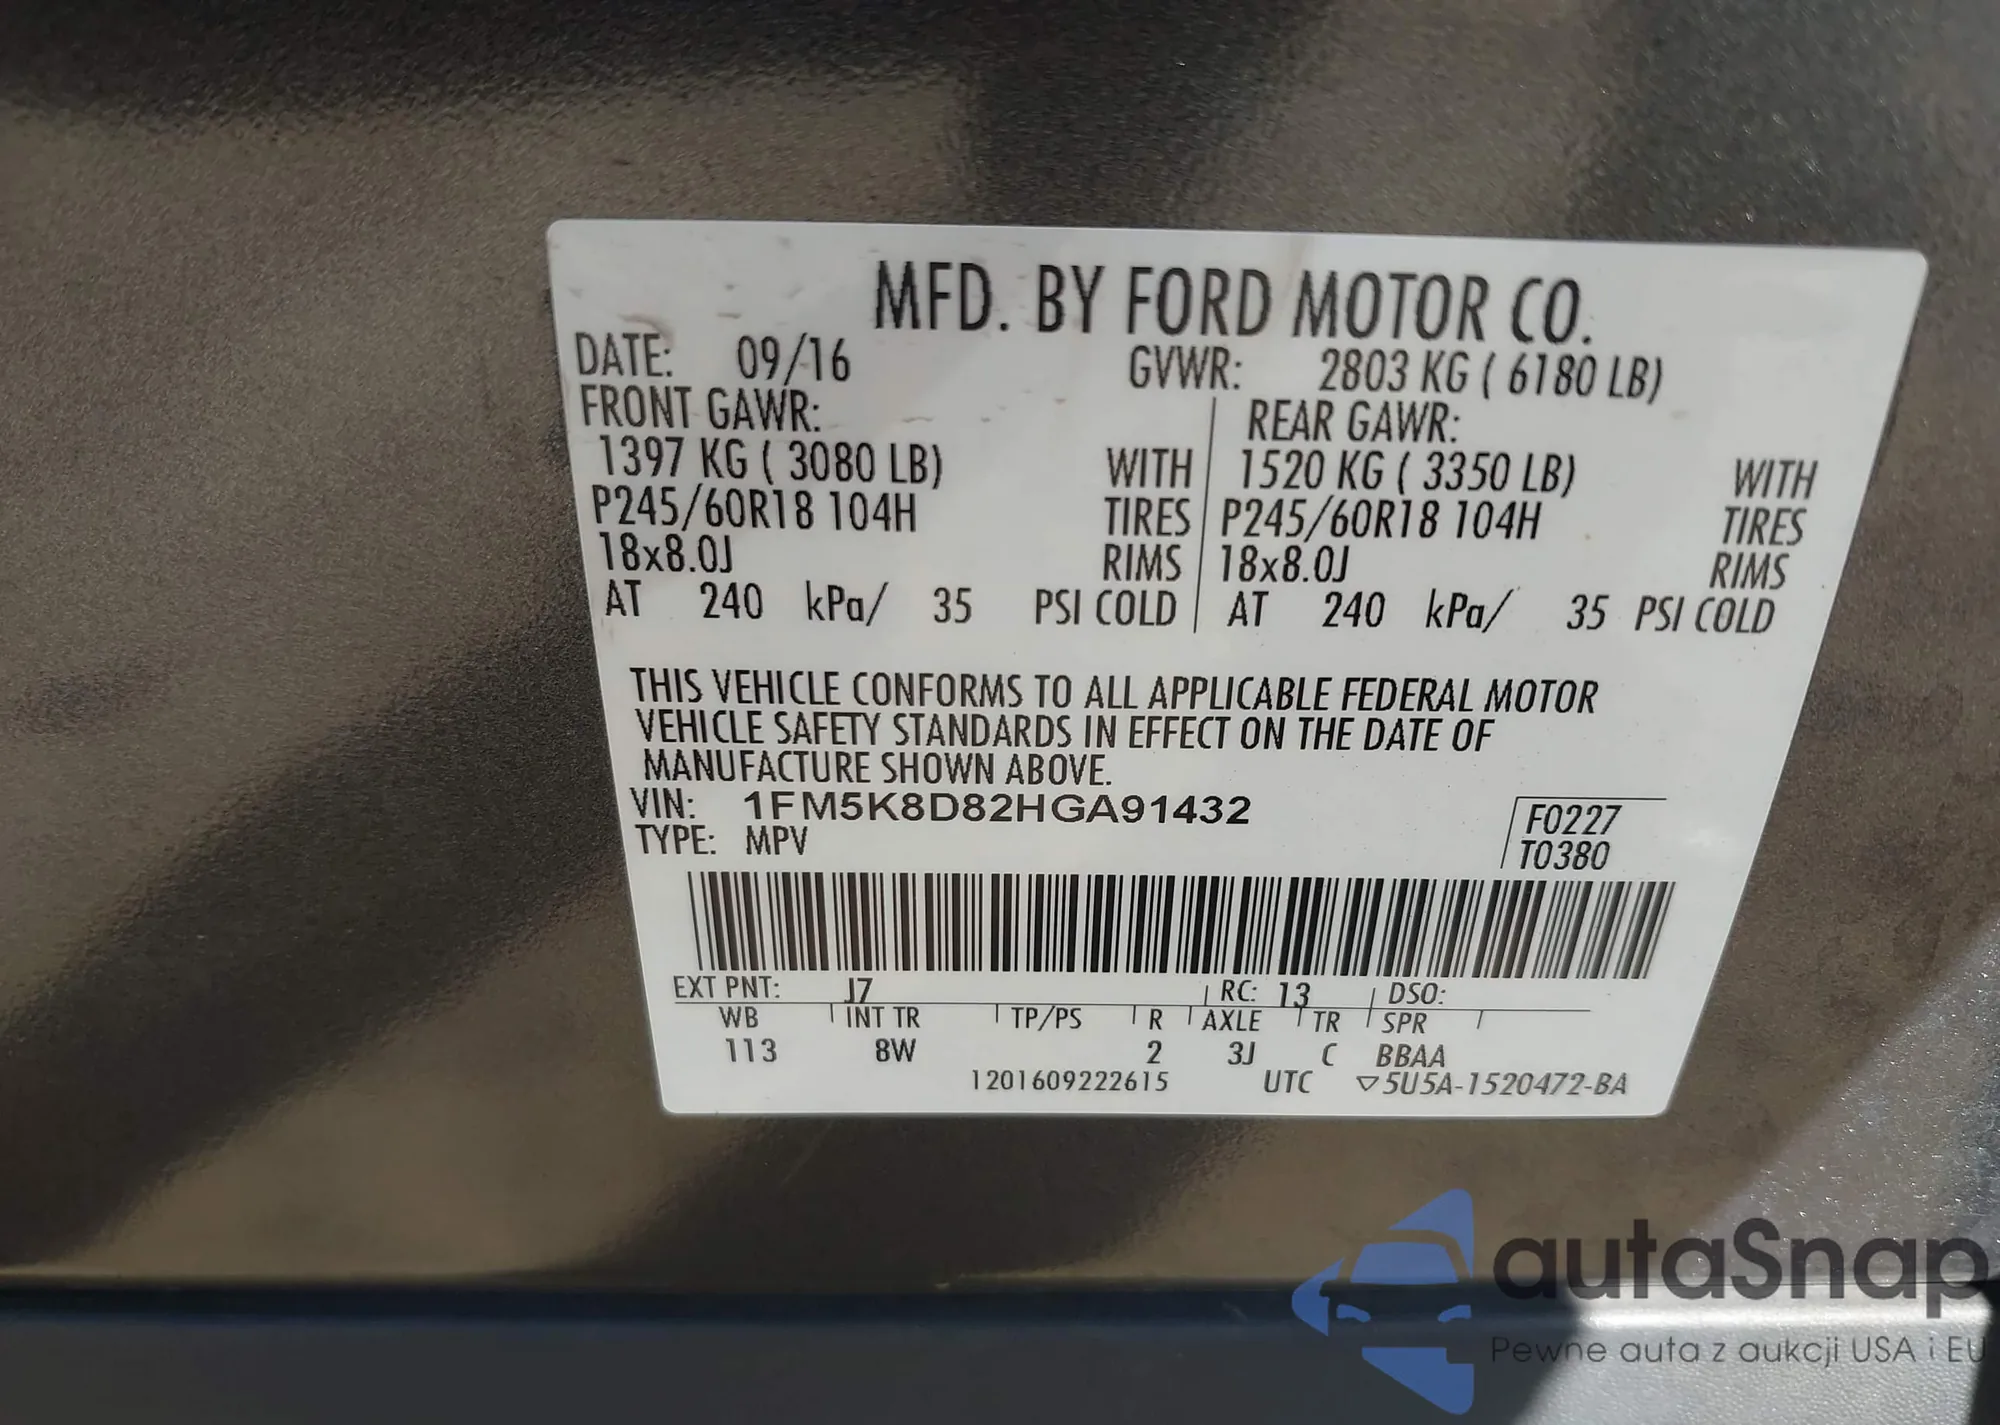 MFD. BY FORD MOTOR CO.
DATE: 09/16 GVWR: 2803 KG ( 6180 LB)
FRONT GAWR: REAR GAWR:
1397 KG ( 3080 LB) WITH 1520 KG ( 3350 LB) WITH
P245/60R18 104H TIRES P245/60R18 104H TIRES
18x8.0J RIMS 18x8.0J RIMS
AT 240 kPa/ 35 PSI COLD AT 240 kPa/ 35 PSI COLD
THIS VEHICLE CONFORMS TO ALL APPLICABLE FEDERAL MOTOR
VEHICLE SAFETY STANDARDS IN EFFECT ON THE DATE OF
MANUFACTURE SHOWN ABOVE.
VIN: 1FM5K8D82HGA91432 F0227
TYPE: MPV T0380
EXT PNT: J7 RC: 13 DSO:
WB INT TR TP/PS R AXLE TR SPR
113 8W 2 3J C BBAA
1201609222615 UTC ▽5U5A-1520472-BA
autaSnap
Pewne auta z aukcji USA i EU